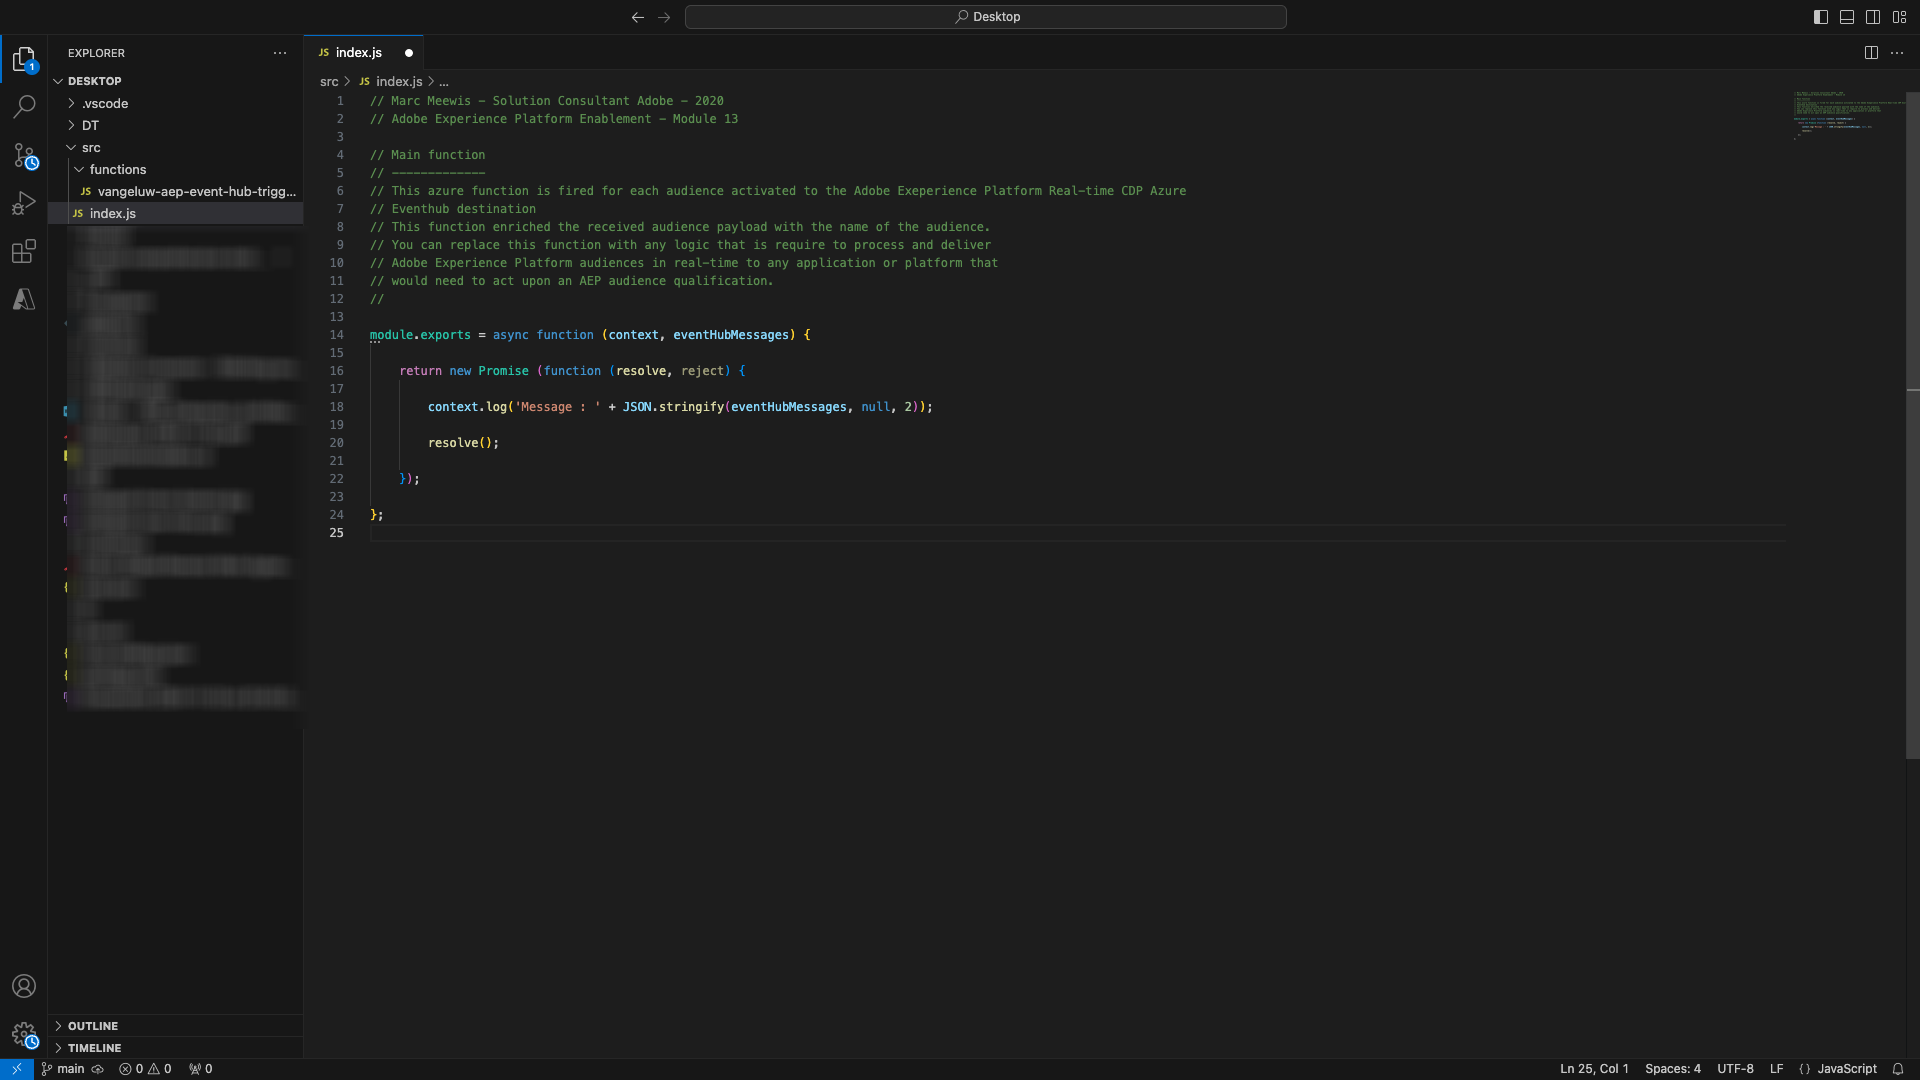 Desktop
EXPLORER
DESKTOP
.vscode
DT
src
functions
JS vangeluw-aep-event-hub-trigg...
JS index.js
OUTLINE
TIMELINE
JS index.js
src > JS index.js > ...
1 // Marc Meewis - Solution Consultant Adobe - 2020
2 // Adobe Experience Platform Enablement - Module 13
3
4 // Main function
5 // -------------
6 // This azure function is fired for each audience activated to the Adobe Exeperience Platform Real-time CDP Azure
7 // Eventhub destination
8 // This function enriched the received audience payload with the name of the audience.
9 // You can replace this function with any logic that is require to process and deliver
10 // Adobe Experience Platform audiences in real-time to any application or platform that
11 // would need to act upon an AEP audience qualification.
12 //
13
14 module.exports = async function (context, eventHubMessages) {
15
16     return new Promise (function (resolve, reject) {
17
18         context.log('Message : ' + JSON.stringify(eventHubMessages, null, 2));
19
20         resolve();
21
22     });
23
24 };
25
1
main
0 0
0
Ln 25, Col 1
Spaces: 4
UTF-8
LF
{ } JavaScript